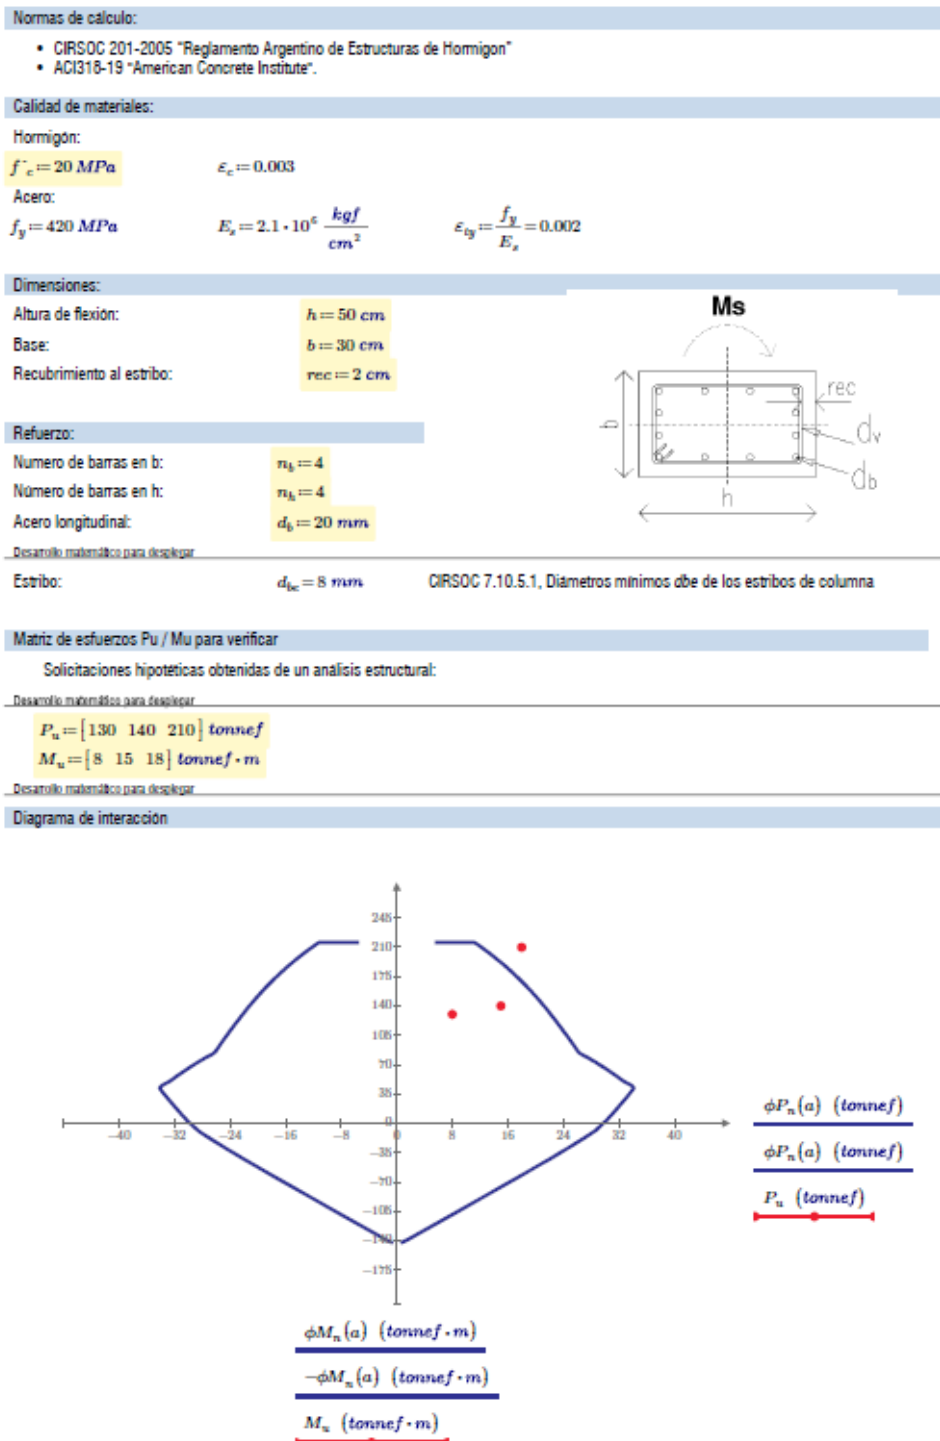 Normas de cálculo:
• CIRSOC 201-2005 "Reglamento Argentino de Estructuras de Hormigon"
• ACI318-19 "American Concrete Institute".
Calidad de materiales:
Hormigón:
f'c := 20 MPa    εc := 0.003
Acero:
fy := 420 MPa    Es := 2.1 · 10⁶ kgf/cm²    εty := fy/Es = 0.002
Dimensiones:
Altura de flexión:    h := 50 cm
Base:    b := 30 cm
Recubrimiento al estribo:    rec := 2 cm
Ms
rec
b
dv
db
h
Refuerzo:
Numero de barras en b:    nb := 4
Número de barras en h:    nh := 4
Acero longitudinal:    db := 20 mm
Desarrollo matemático para desplegar
Estribo:    dbe = 8 mm    CIRSOC 7.10.5.1, Diámetros mínimos dbe de los estribos de columna
Matriz de esfuerzos Pu / Mu para verificar
Solicitaciones hipotéticas obtenidas de un análisis estructural:
Desarrollo matemático para desplegar
Pu := [130 140 210] tonnef
Mu := [8 15 18] tonnef · m
Desarrollo matemático para desplegar
Diagrama de interacción
245
210
175
140
105
70
35
0
-40 -32 -24 -16 -8 0 8 16 24 32 40
-35
-70
-105
-140
-175
ϕPn(a) (tonnef)
ϕPn(a) (tonnef)
Pu (tonnef)
ϕMn(a) (tonnef · m)
-ϕMn(a) (tonnef · m)
Mu (tonnef · m)